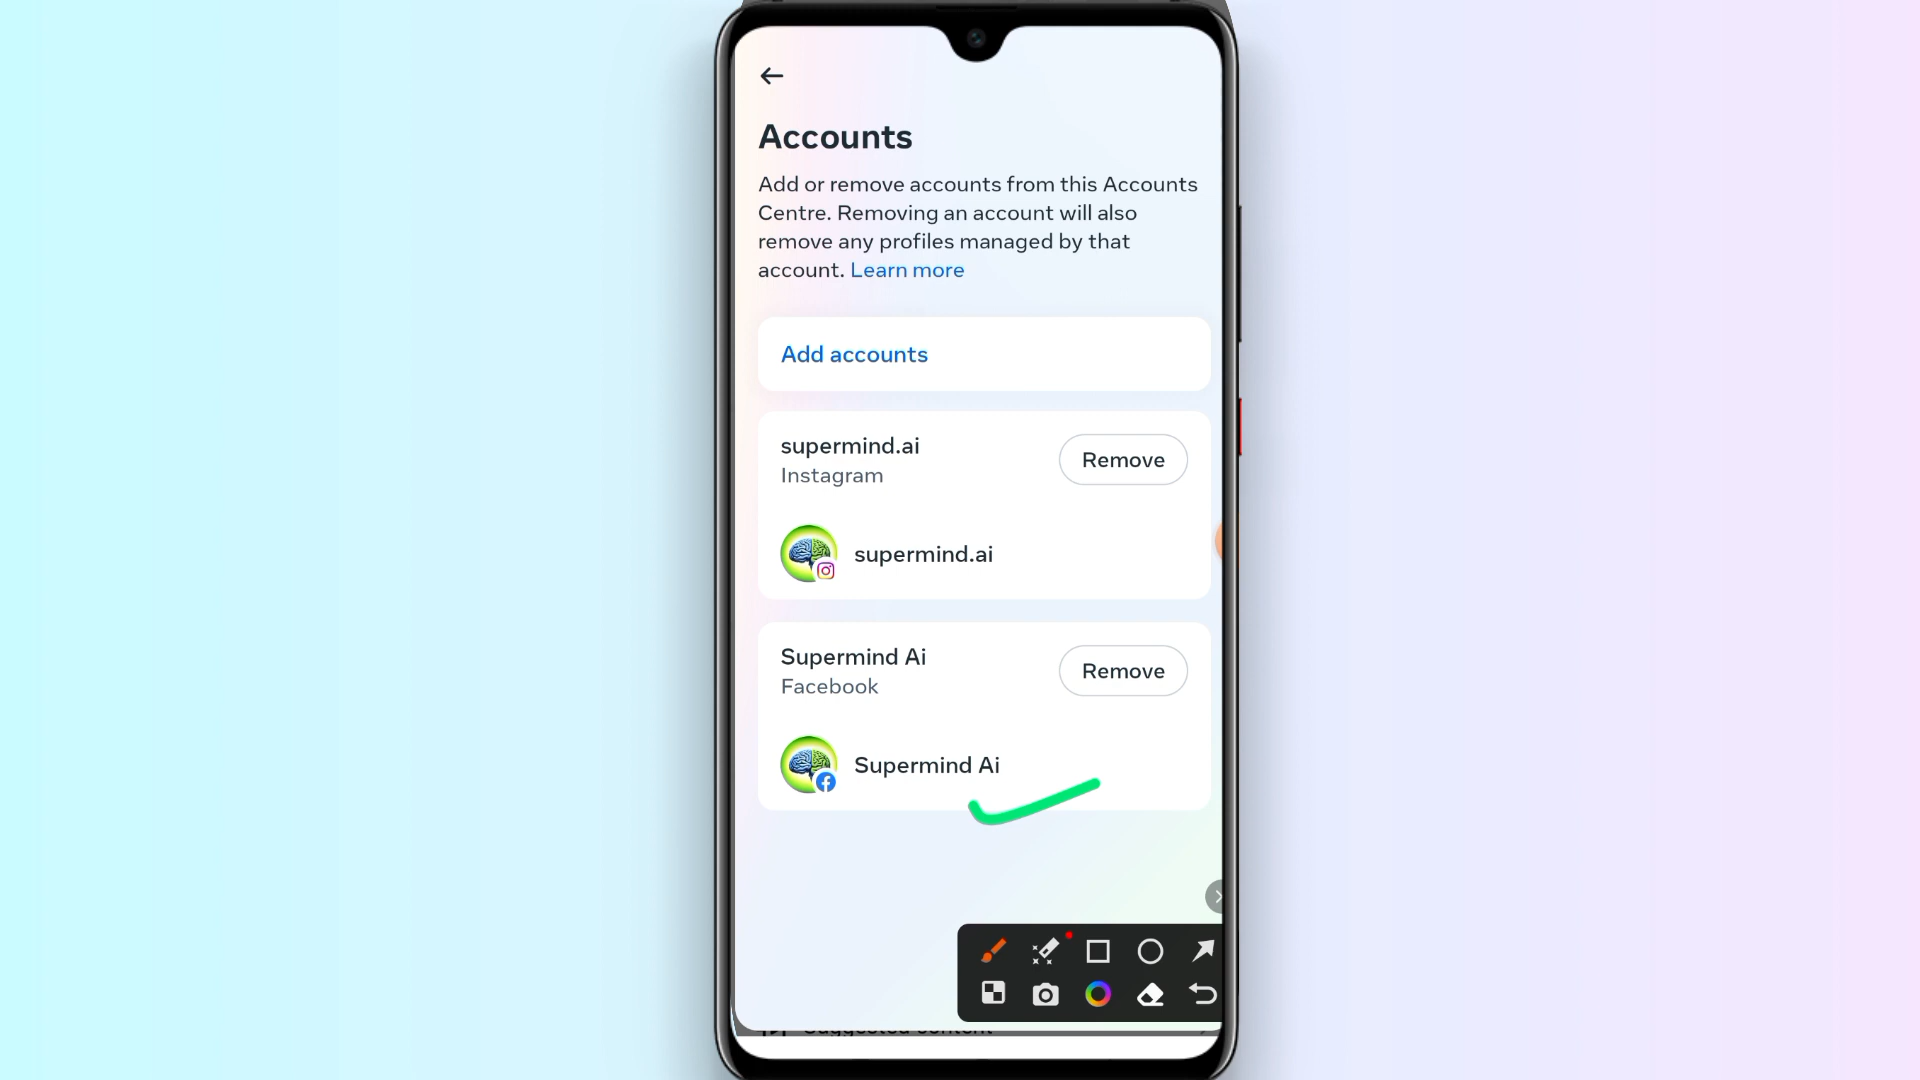 Accounts
Add or remove accounts from this Accounts
Centre. Removing an account will also
remove any profiles managed by that
account. Learn more
Add accounts
supermind.ai
Instagram
Remove
supermind.ai
Supermind Ai
Facebook
Remove
Supermind Ai
Suggested content